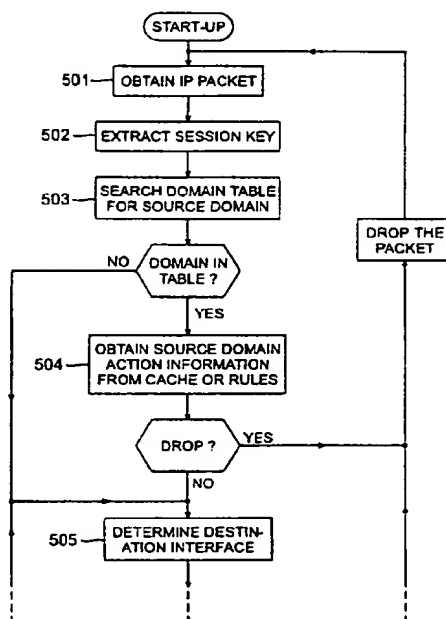 START-UP
501
OBTAIN IP PACKET
502
EXTRACT SESSION KEY
503
SEARCH DOMAIN TABLE
FOR SOURCE DOMAIN
DROP THE
PACKET
NO
DOMAIN IN
TABLE ?
YES
504
OBTAIN SOURCE DOMAIN
ACTION INFORMATION
FROM CACHE OR RULES
DROP ?
YES
NO
505
DETERMINE DESTIN-
ATION INTERFACE